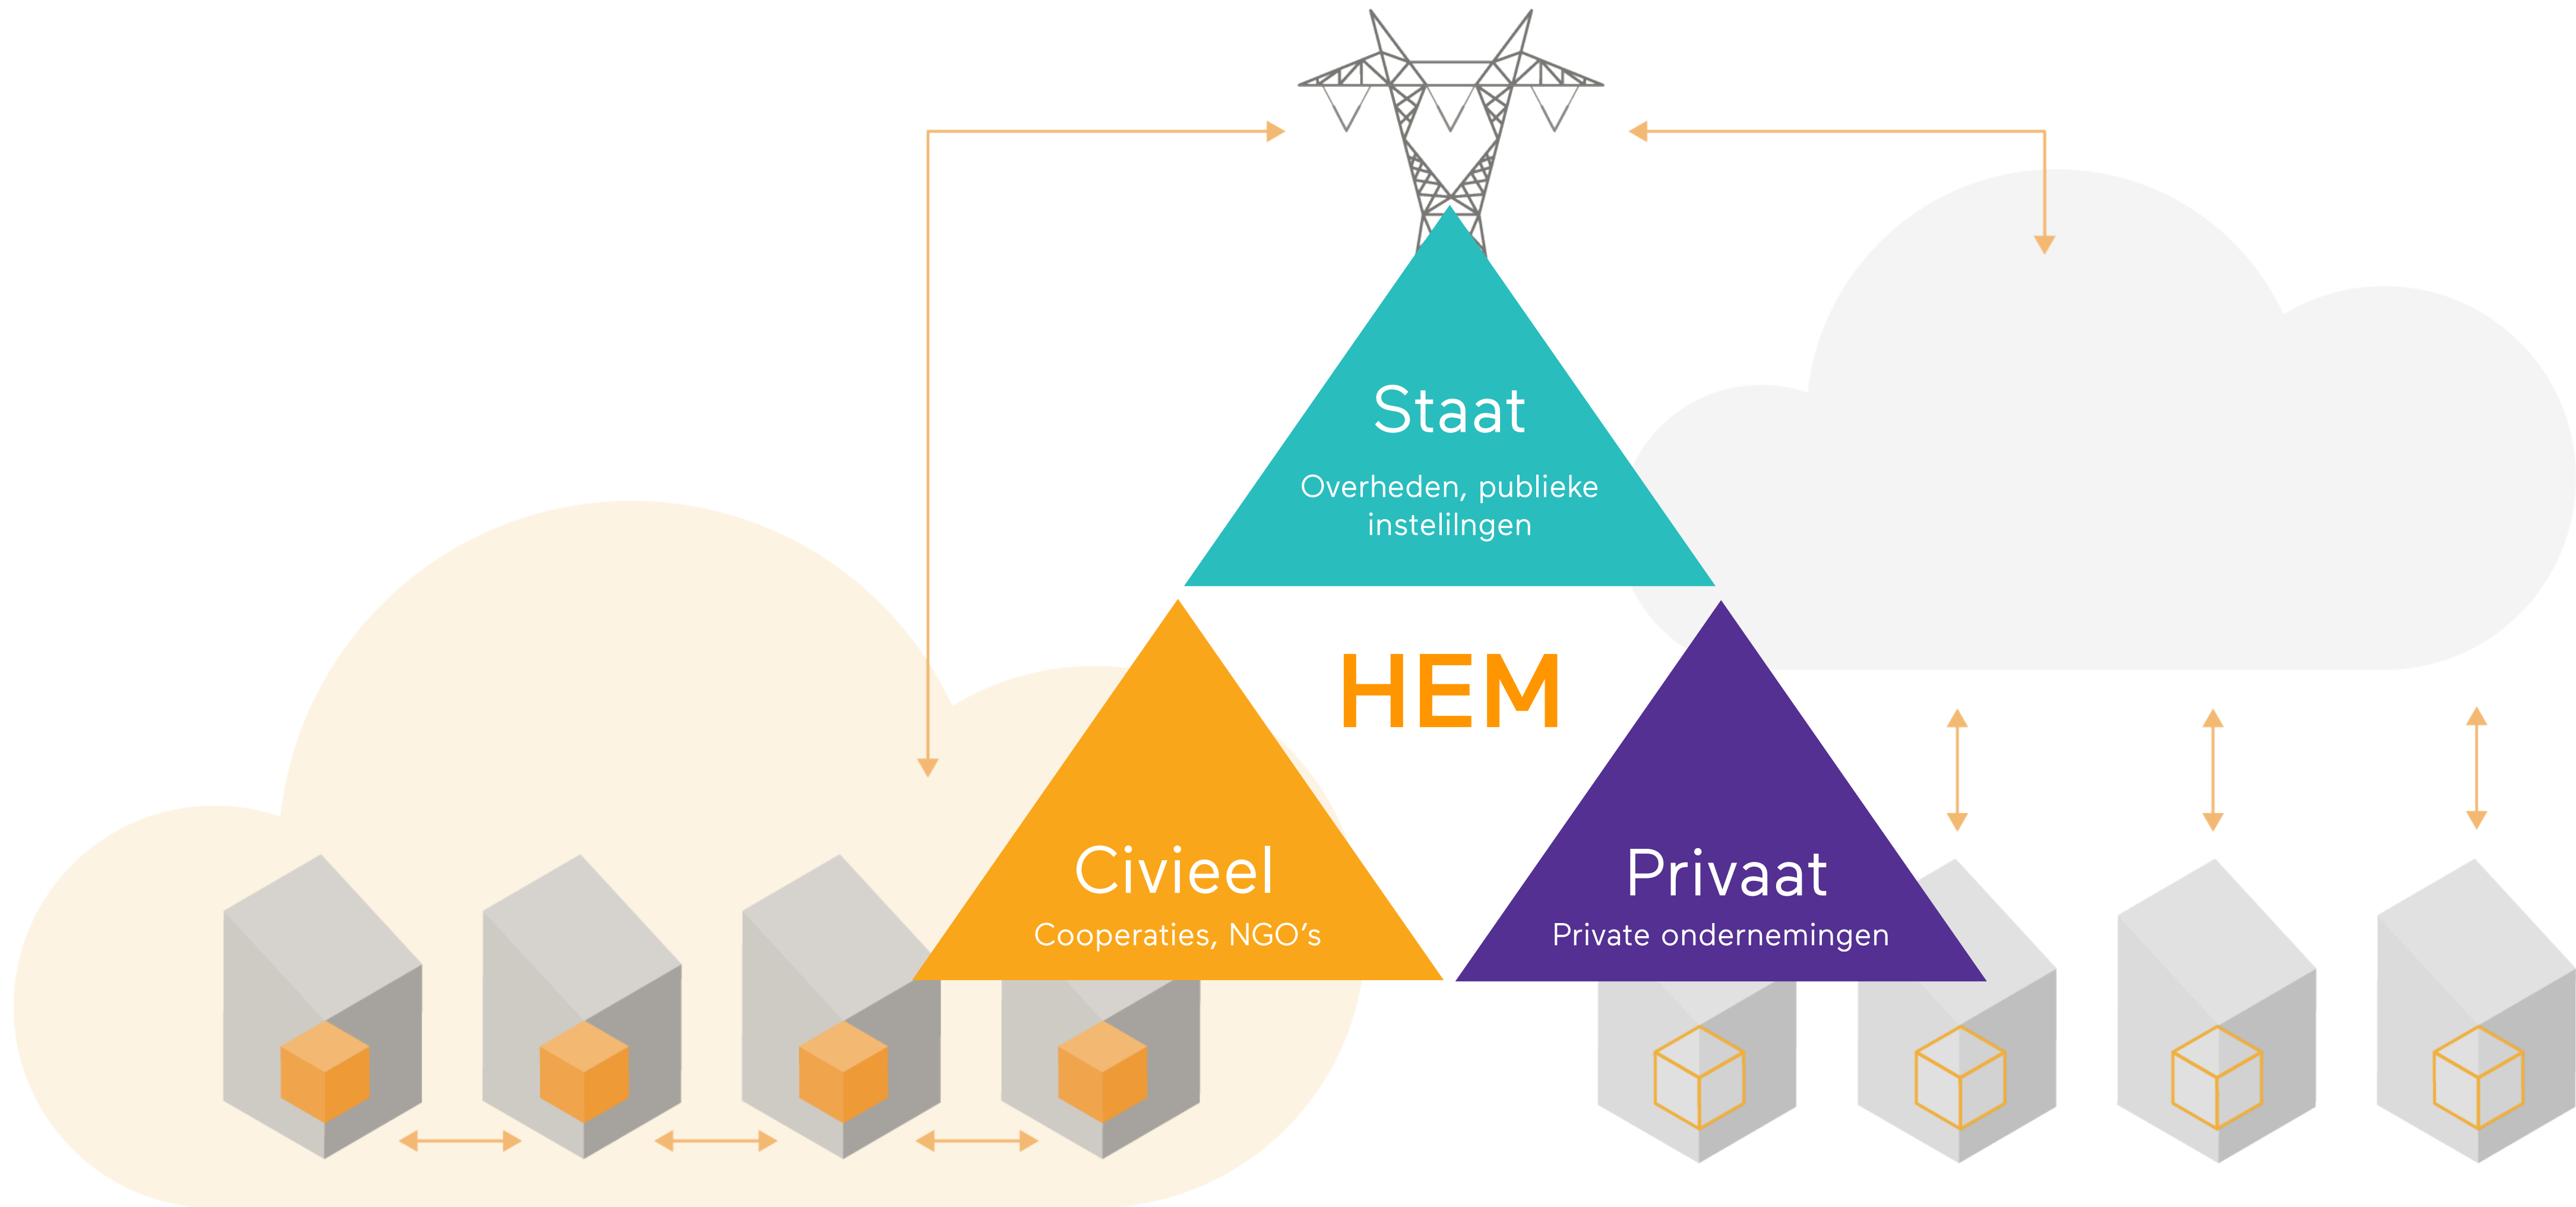 Staat
Overheden, publieke
instelilngen
HEM
Civieel
Cooperaties, NGO's
Privaat
Private ondernemingen